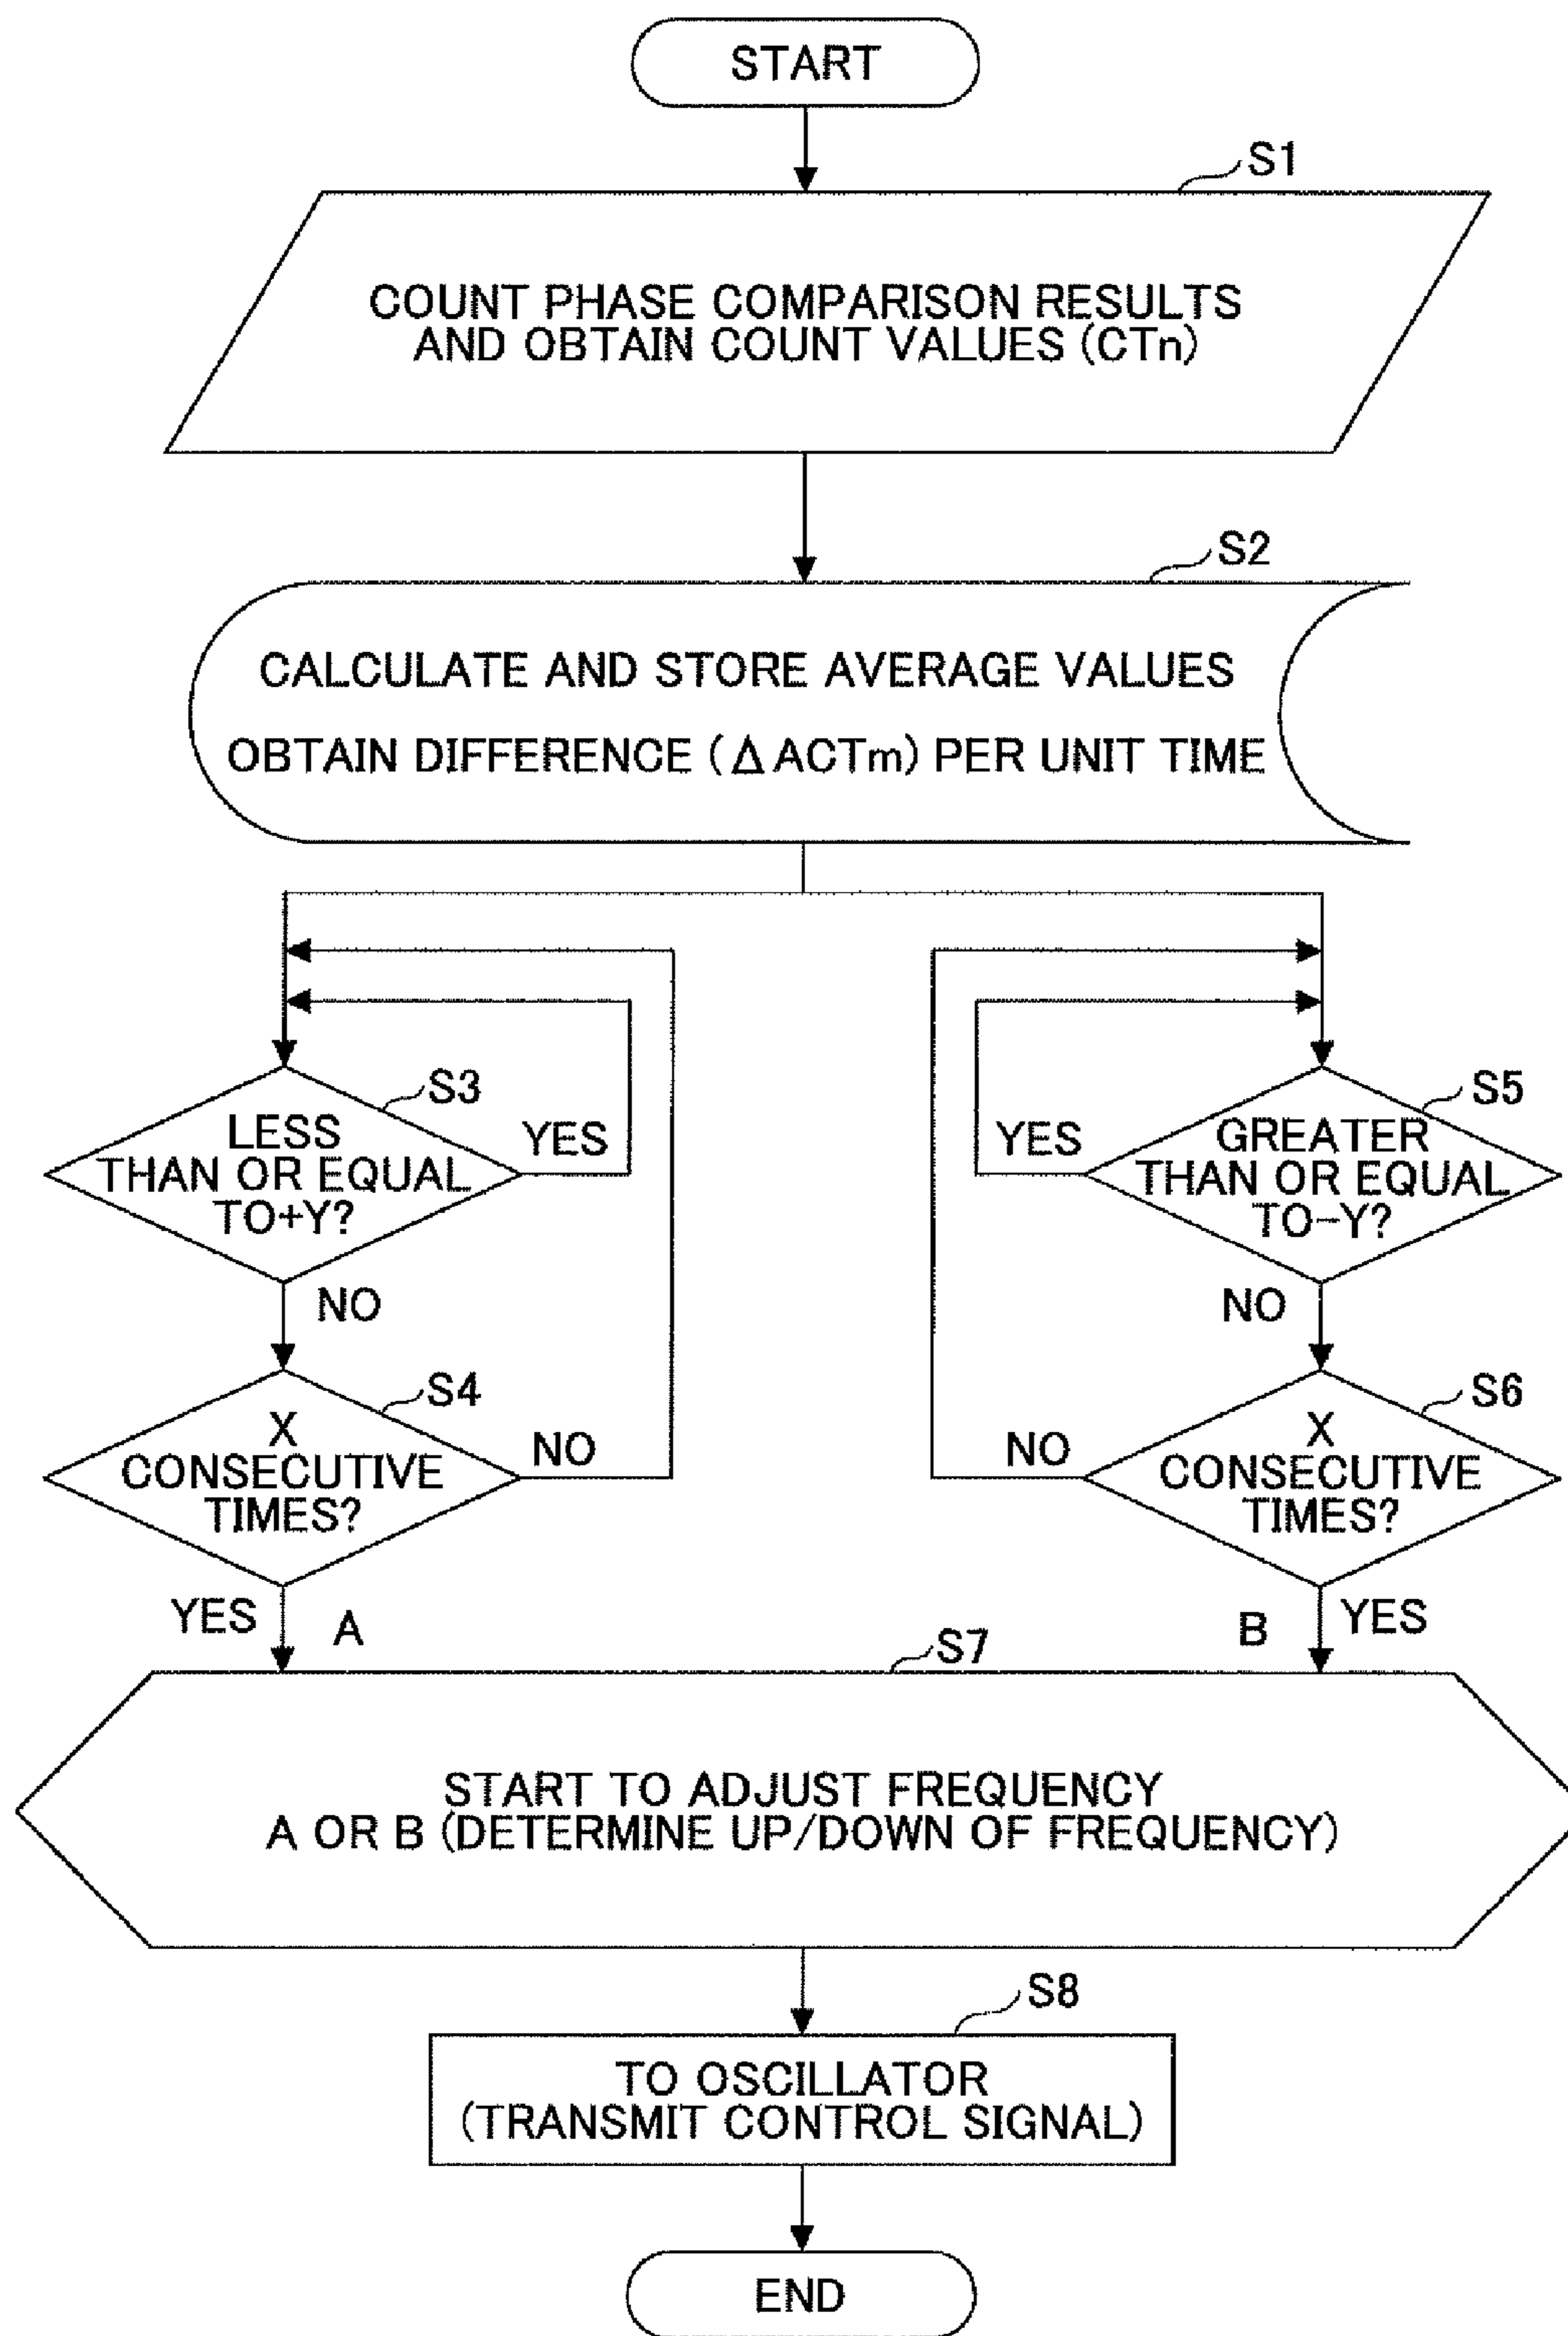 START
S1
COUNT PHASE COMPARISON RESULTS
AND OBTAIN COUNT VALUES (CTn)
S2
CALCULATE AND STORE AVERAGE VALUES
OBTAIN DIFFERENCE (ΔACTm) PER UNIT TIME
S3
LESS
THAN OR EQUAL
TO+Y?
YES
NO
S5
GREATER
THAN OR EQUAL
TO−Y?
YES
NO
S4
X
CONSECUTIVE
TIMES?
NO
YES
A
S6
X
CONSECUTIVE
TIMES?
NO
B
YES
S7
START TO ADJUST FREQUENCY
A OR B (DETERMINE UP/DOWN OF FREQUENCY)
S8
TO OSCILLATOR
(TRANSMIT CONTROL SIGNAL)
END